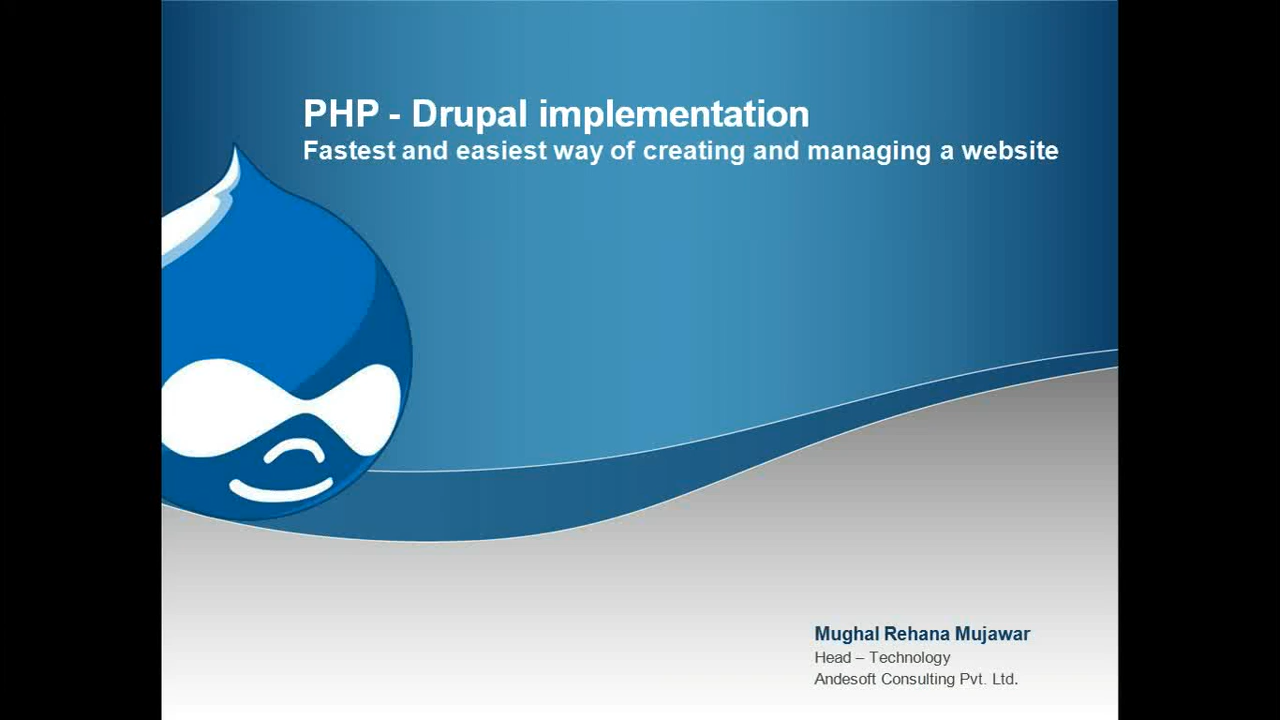 PHP - Drupal implementation
Fastest and easiest way of creating and managing a website
Mughal Rehana Mujawar
Head – Technology
Andesoft Consulting Pvt. Ltd.